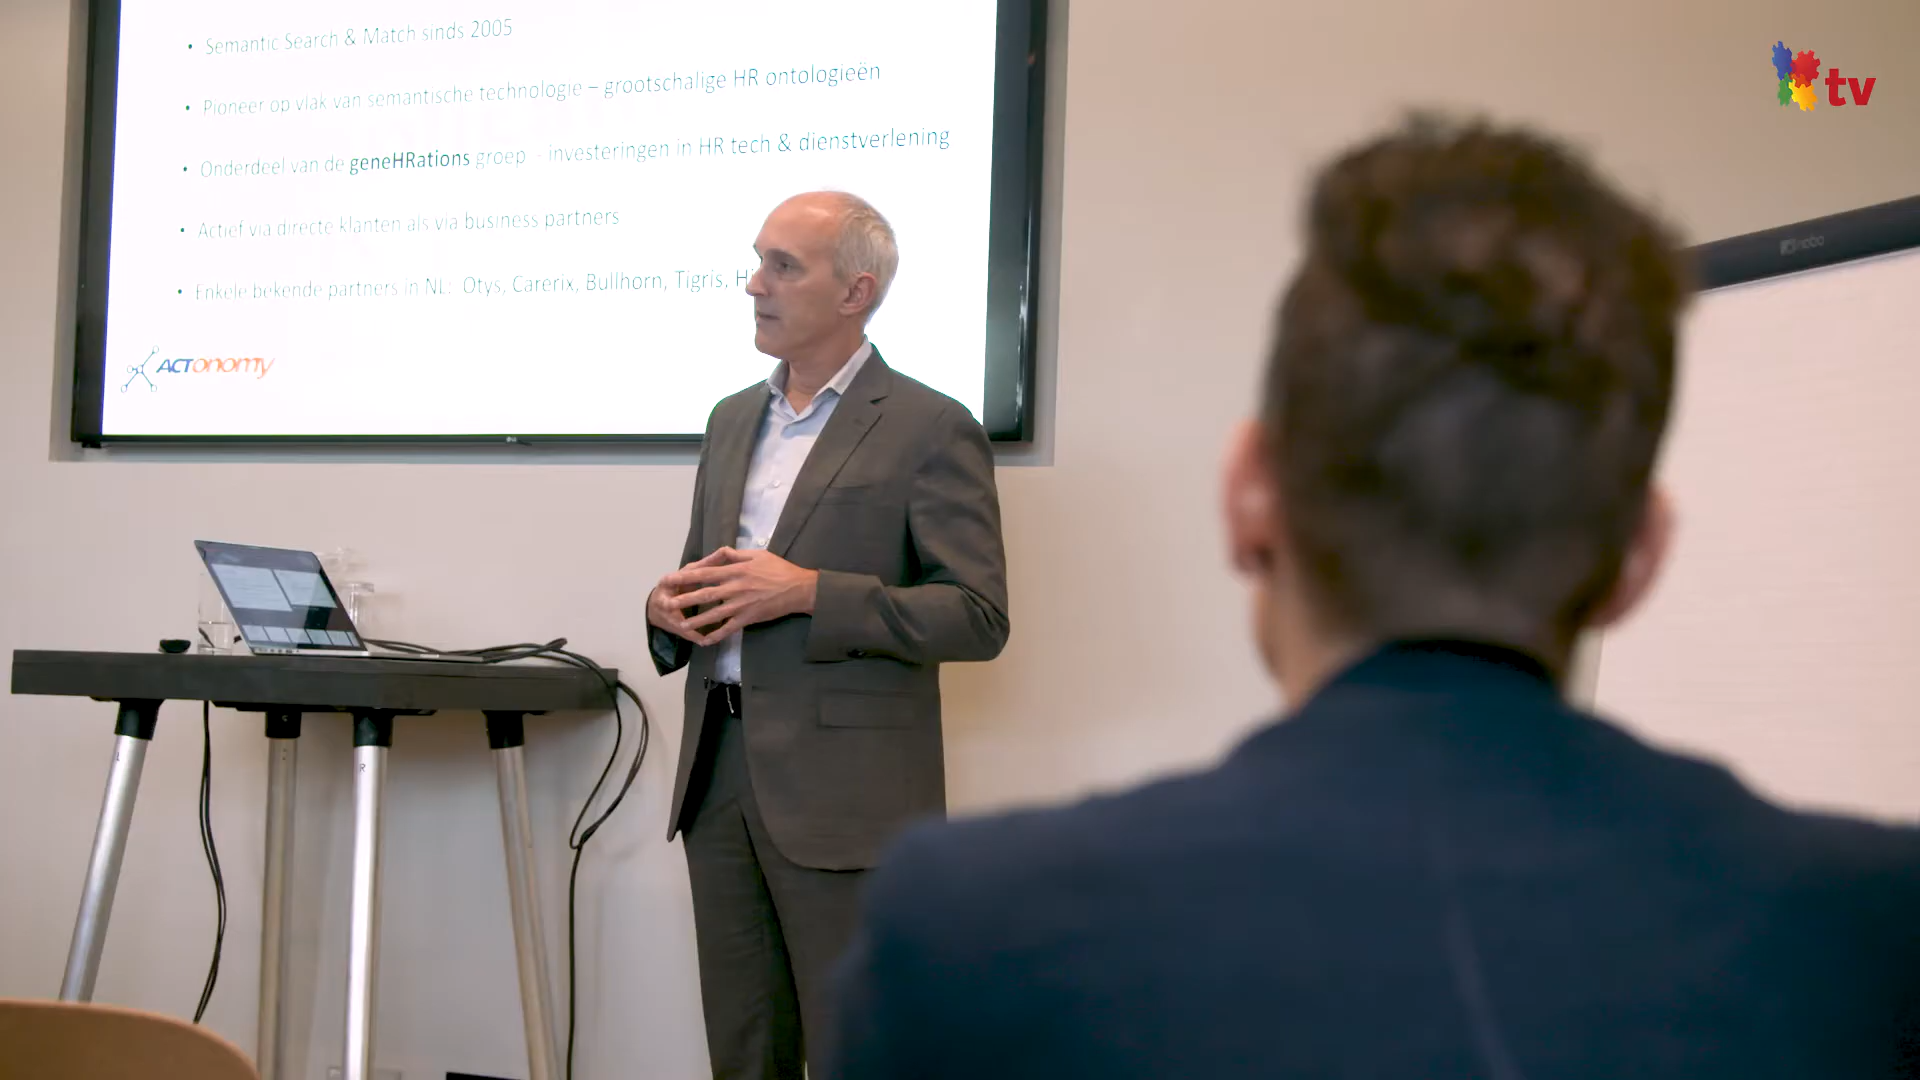 • Semantic Search & Match sinds 2005
• Pioneer op vlak van semantische technologie – grootschalige HR ontologieën
• Onderdeel van de geneHRations groep - investeringen in HR tech & dienstverlening
• Actief via directe klanten als via business partners
• Enkele bekende partners in NL: Otys, Carerix, Bullhorn, Tigris,
ACTonomy
tv
nobo
LG
L
R